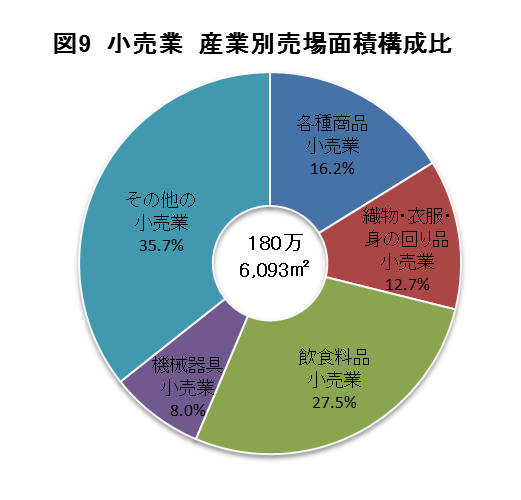 図9 小売業 産業別売場面積構成比
各種商品
小売業
16.2%
織物・衣服・
身の回り品
小売業
12.7%
飲食料品
小売業
27.5%
機械器具
小売業
8.0%
その他の
小売業
35.7%
180万
6,093㎡